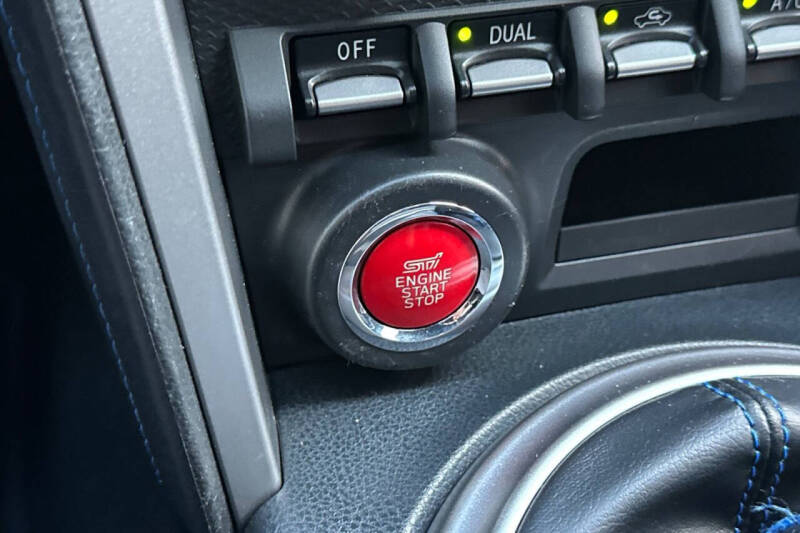 OFF
DUAL
A/C
STI
ENGINE
START
STOP